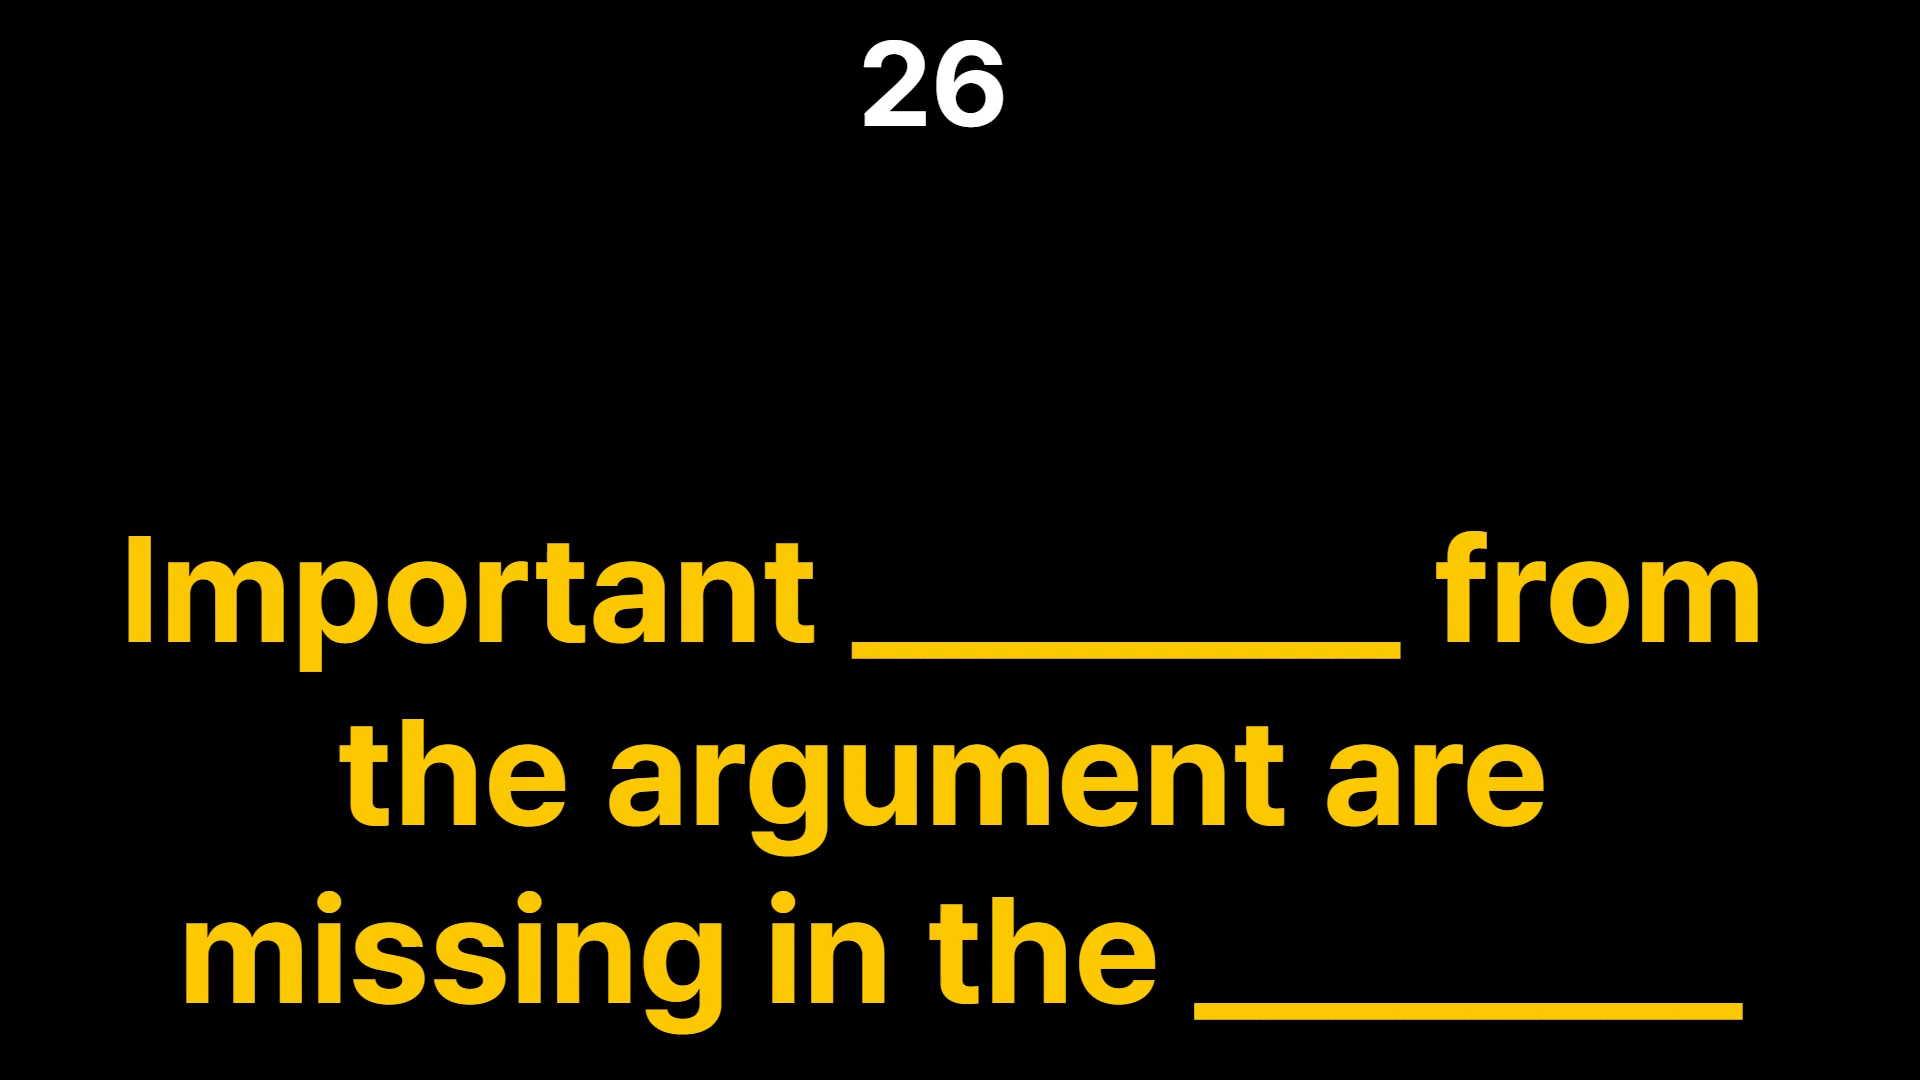 26
Important ________ from
the argument are
missing in the ________